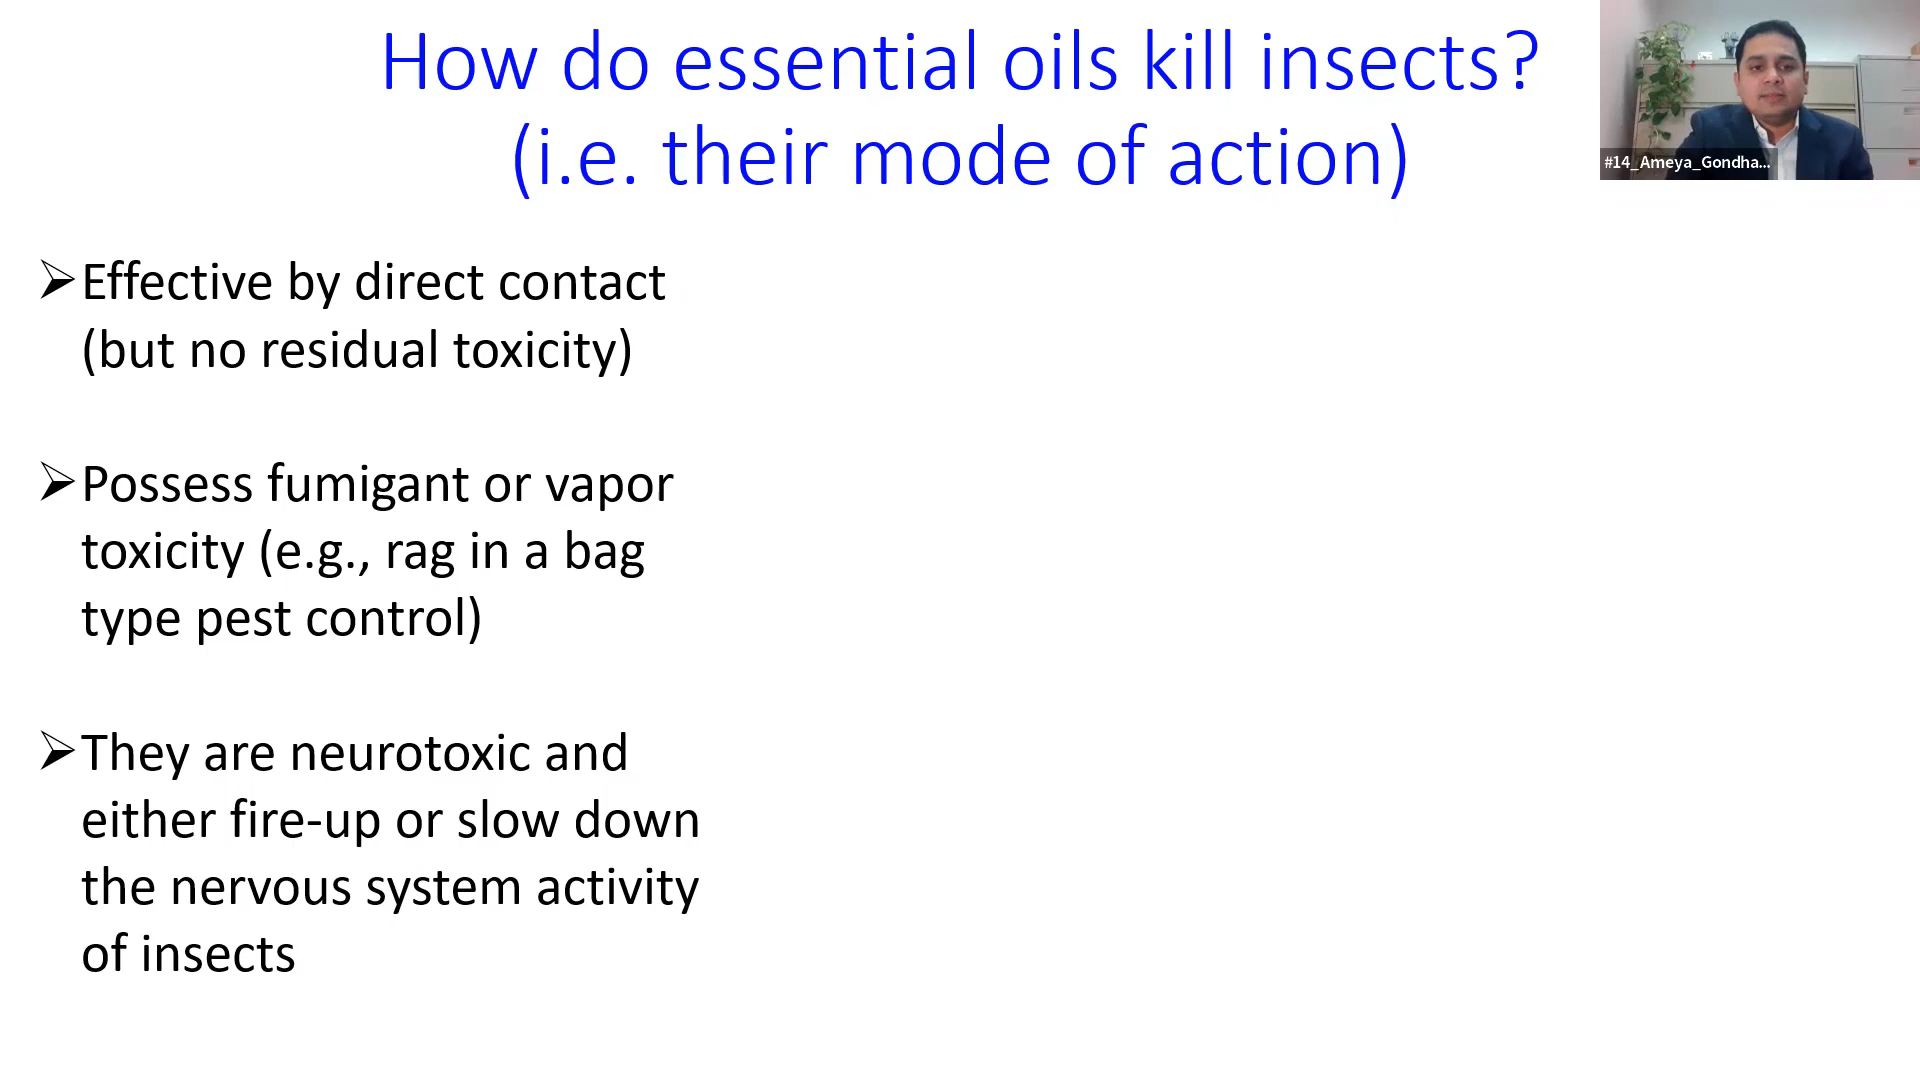 How do essential oils kill insects?
(i.e. their mode of action)
#14_Ameya_Gondha...
➢Effective by direct contact
(but no residual toxicity)
➢Possess fumigant or vapor
toxicity (e.g., rag in a bag
type pest control)
➢They are neurotoxic and
either fire-up or slow down
the nervous system activity
of insects